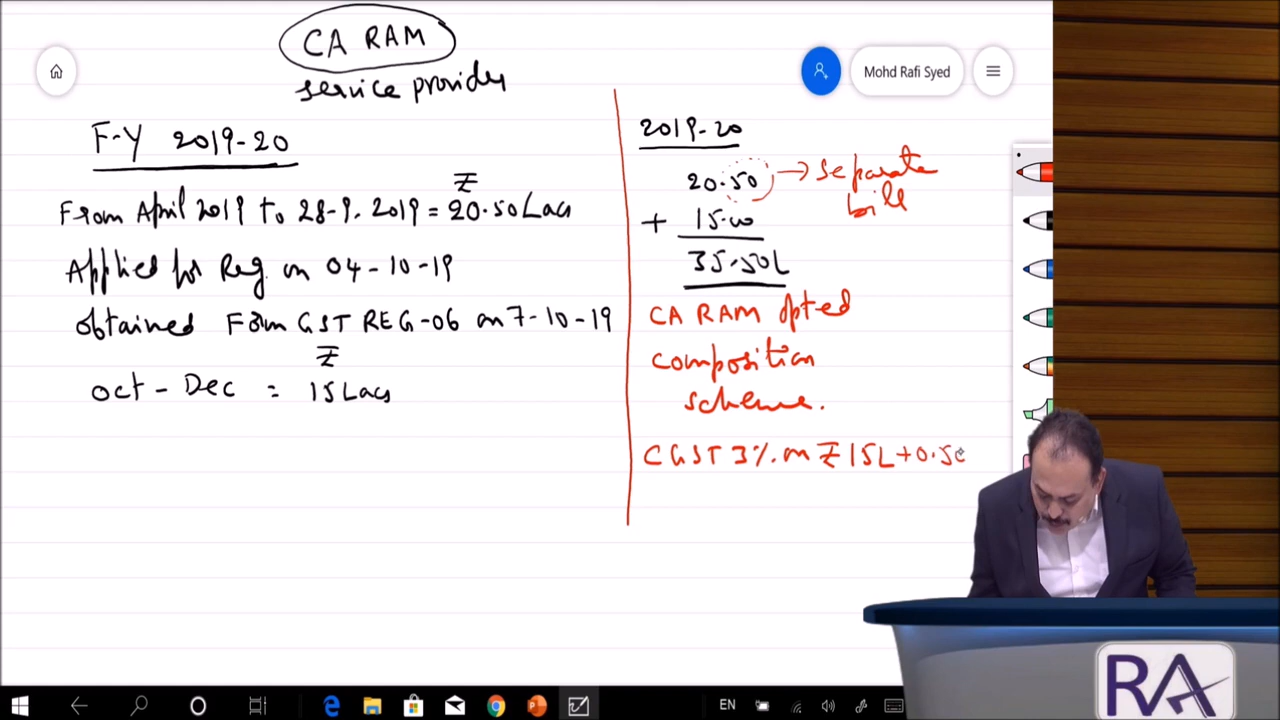 CA RAM
service provider
Mohd Rafi Syed
F-Y 2019-20
From April 2019 to 28-9.2019 = ₹ 20.50 Lacs
Applied for Reg. on 04-10-19
obtained Form GST REG-06 on 7-10-19
Oct - Dec = ₹ 15 Lacs
2019-20
20.50 → separate bill
+ 15.00
35.50L
CA RAM opted
composition
scheme.
CGST 3% on ₹ 15L + 0.50
EN
RA